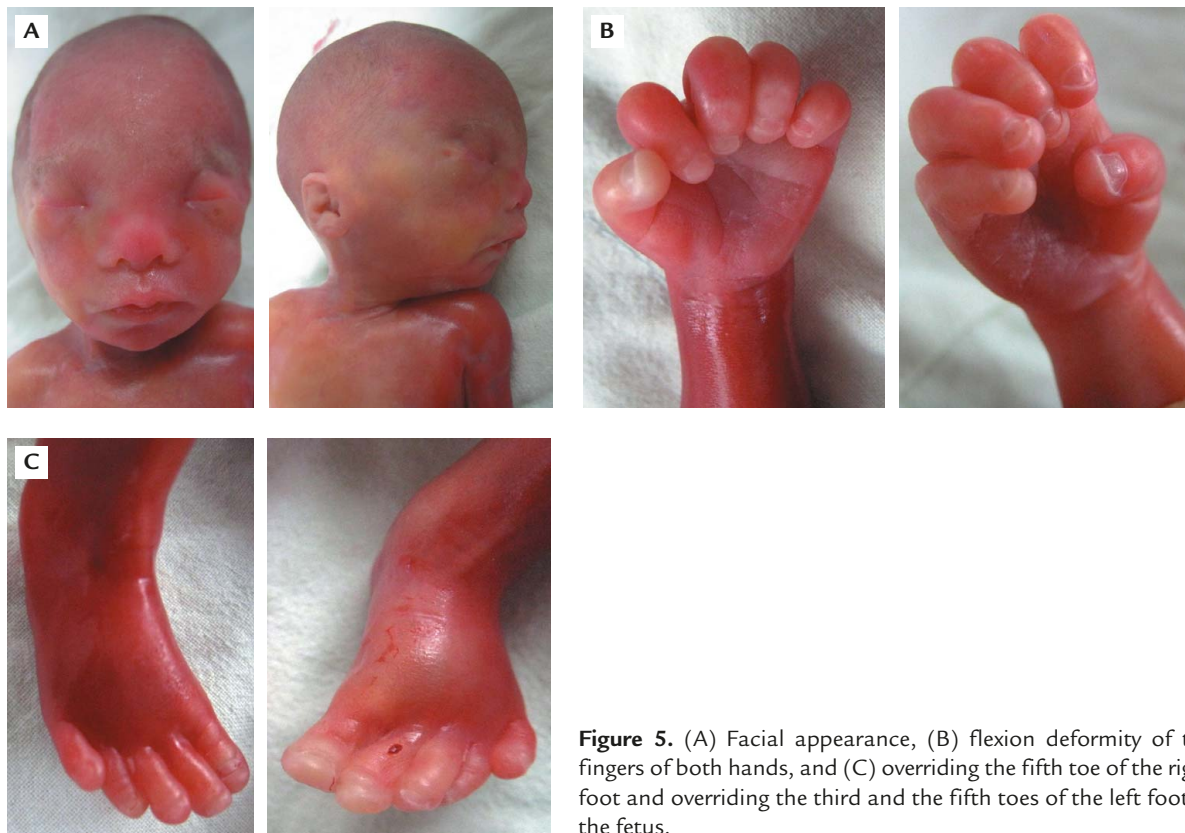 A
B
C
Figure 5. (A) Facial appearance, (B) flexion deformity of
fingers of both hands, and (C) overriding the fifth toe of the
foot and overriding the third and the fifth toes of the left foot
the fetus.